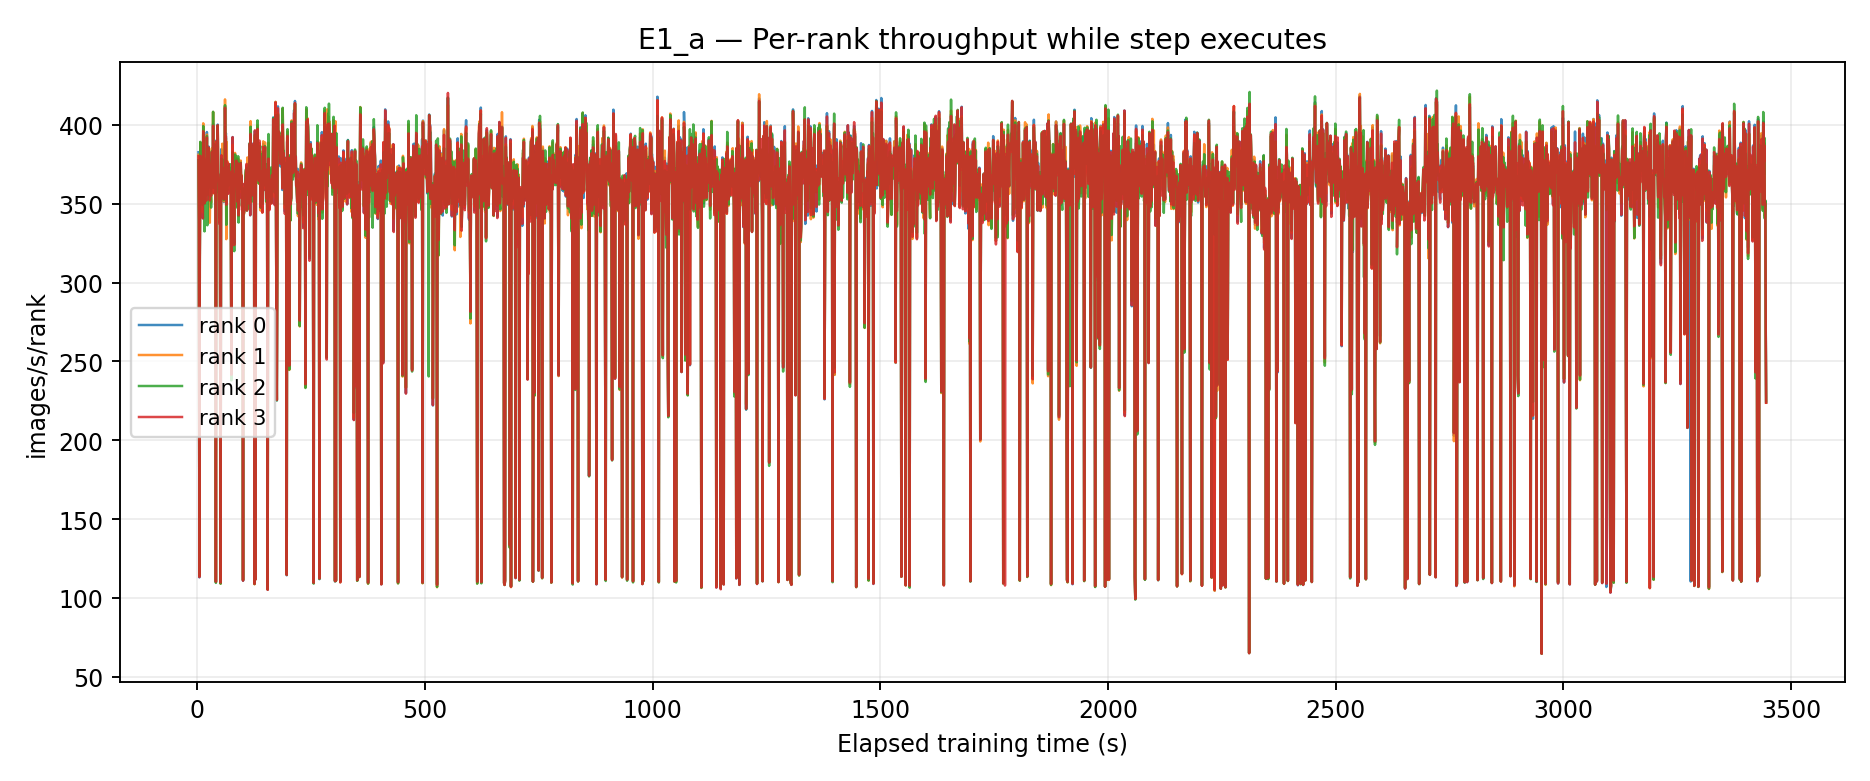 E1_a — Per-rank throughput while step executes
images/s/rank
400
350
300
250
200
150
100
50
rank 0
rank 1
rank 2
rank 3
0
500
1000
1500
2000
2500
3000
3500
Elapsed training time (s)